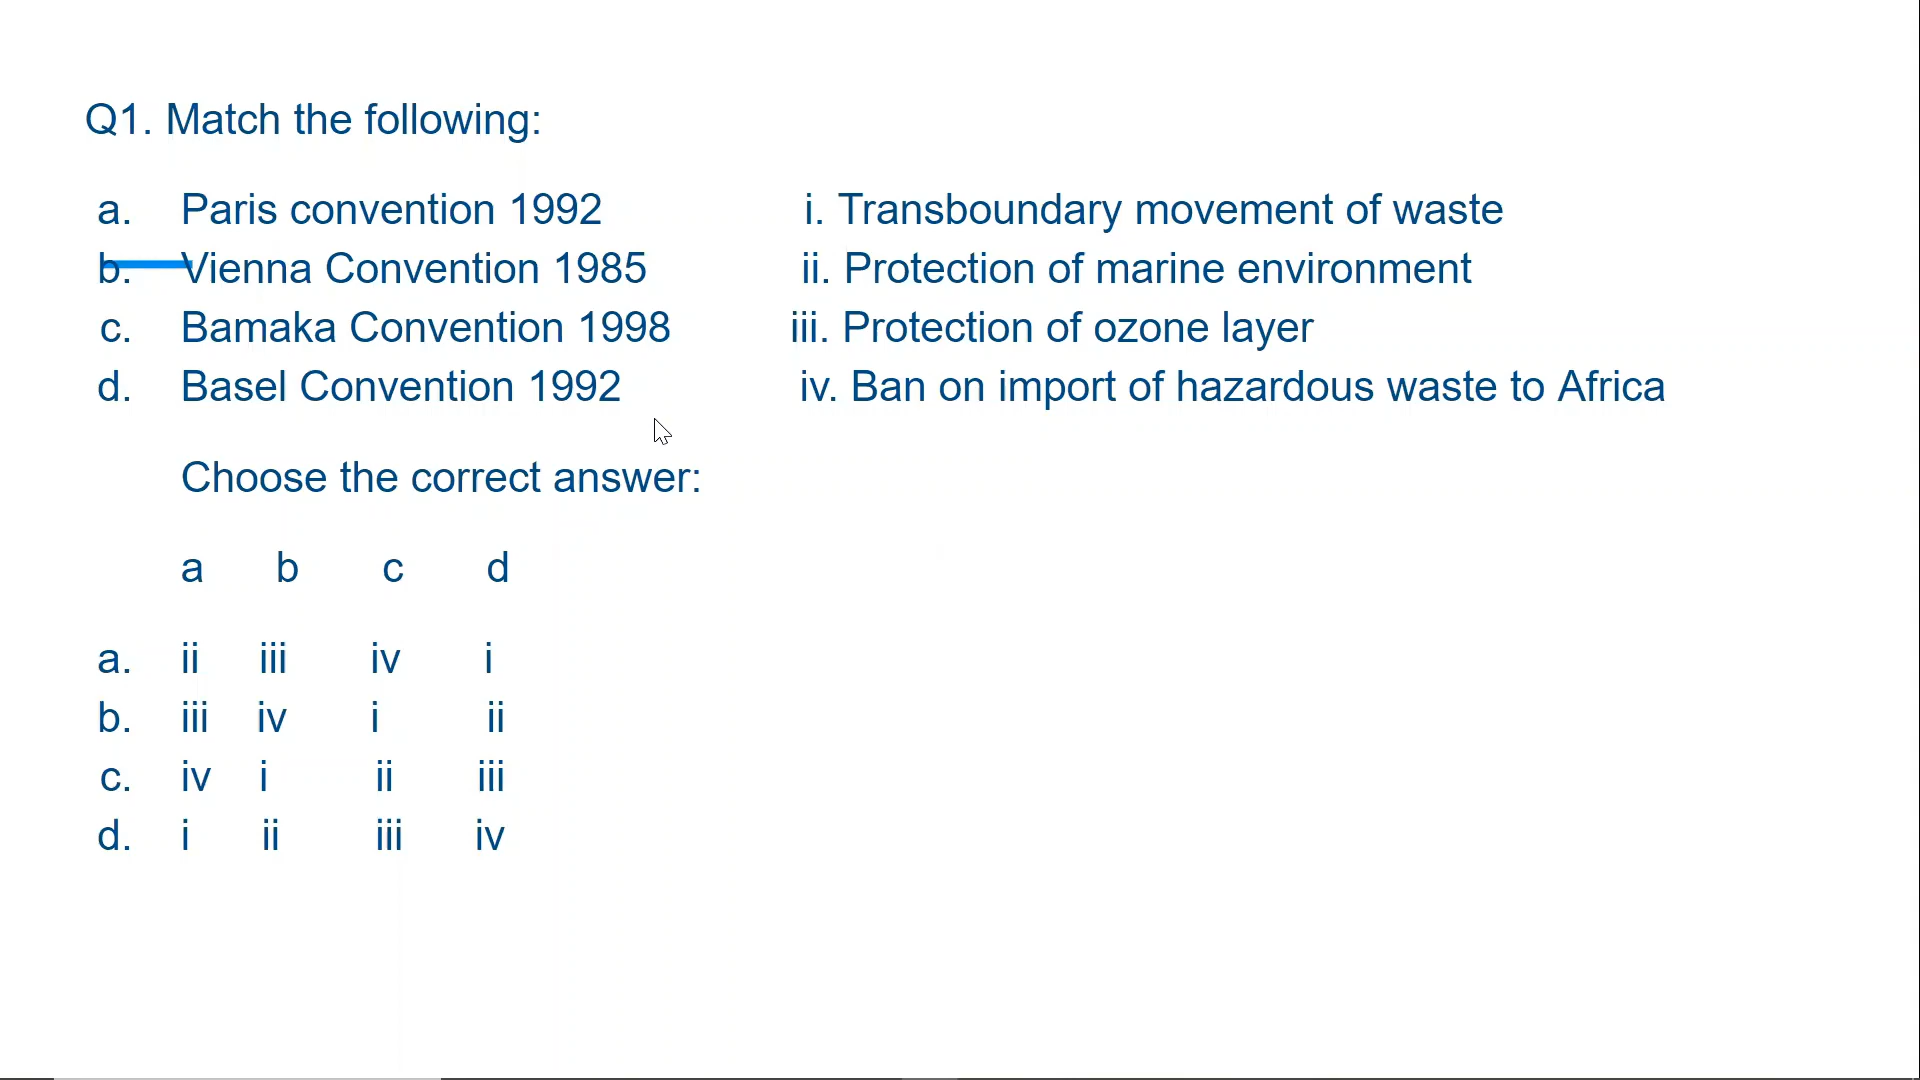 Q1. Match the following:
a. Paris convention 1992 i. Transboundary movement of waste
b. Vienna Convention 1985 ii. Protection of marine environment
c. Bamaka Convention 1998 iii. Protection of ozone layer
d. Basel Convention 1992 iv. Ban on import of hazardous waste to Africa
Choose the correct answer:
a b c d
a. ii iii iv i
b. iii iv i ii
c. iv i ii iii
d. i ii iii iv